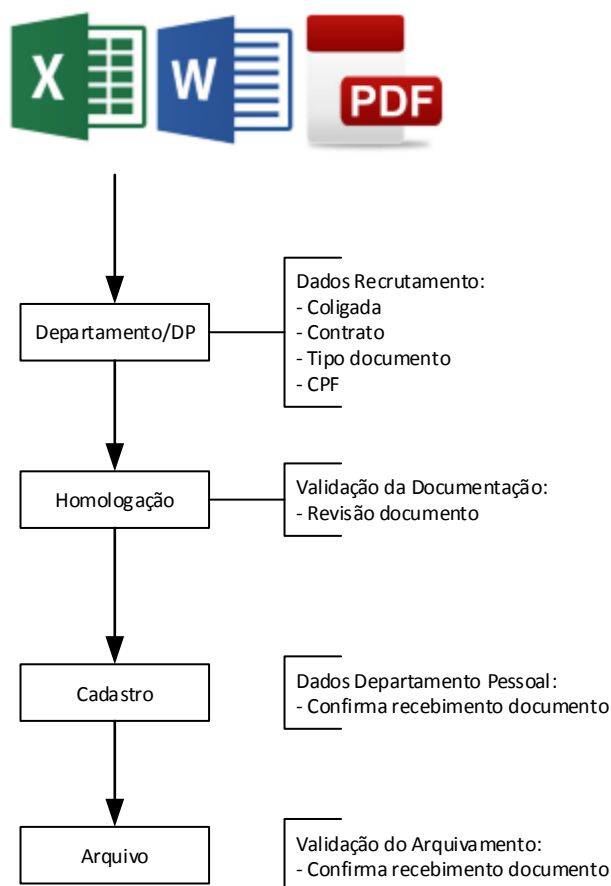 X
W
PDF
Departamento/DP
Dados Recrutamento:
- Coligada
- Contrato
- Tipo documento
- CPF
Homologação
Validação da Documentação:
- Revisão documento
Cadastro
Dados Departamento Pessoal:
- Confirma recebimento documento
Arquivo
Validação do Arquivamento:
- Confirma recebimento documento